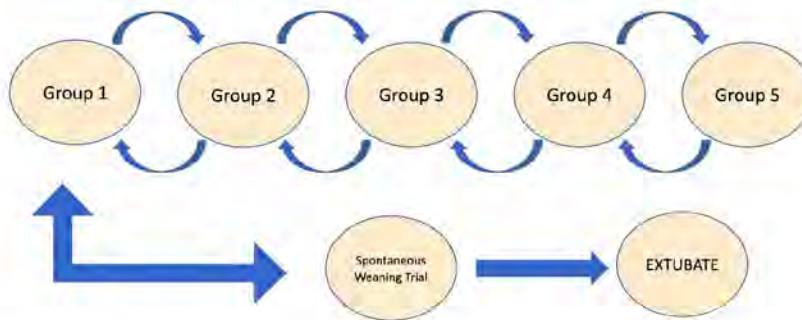 Group 1
Group 2
Group 3
Group 4
Group 5
Spontaneous
Weaning Trial
EXTUBATE